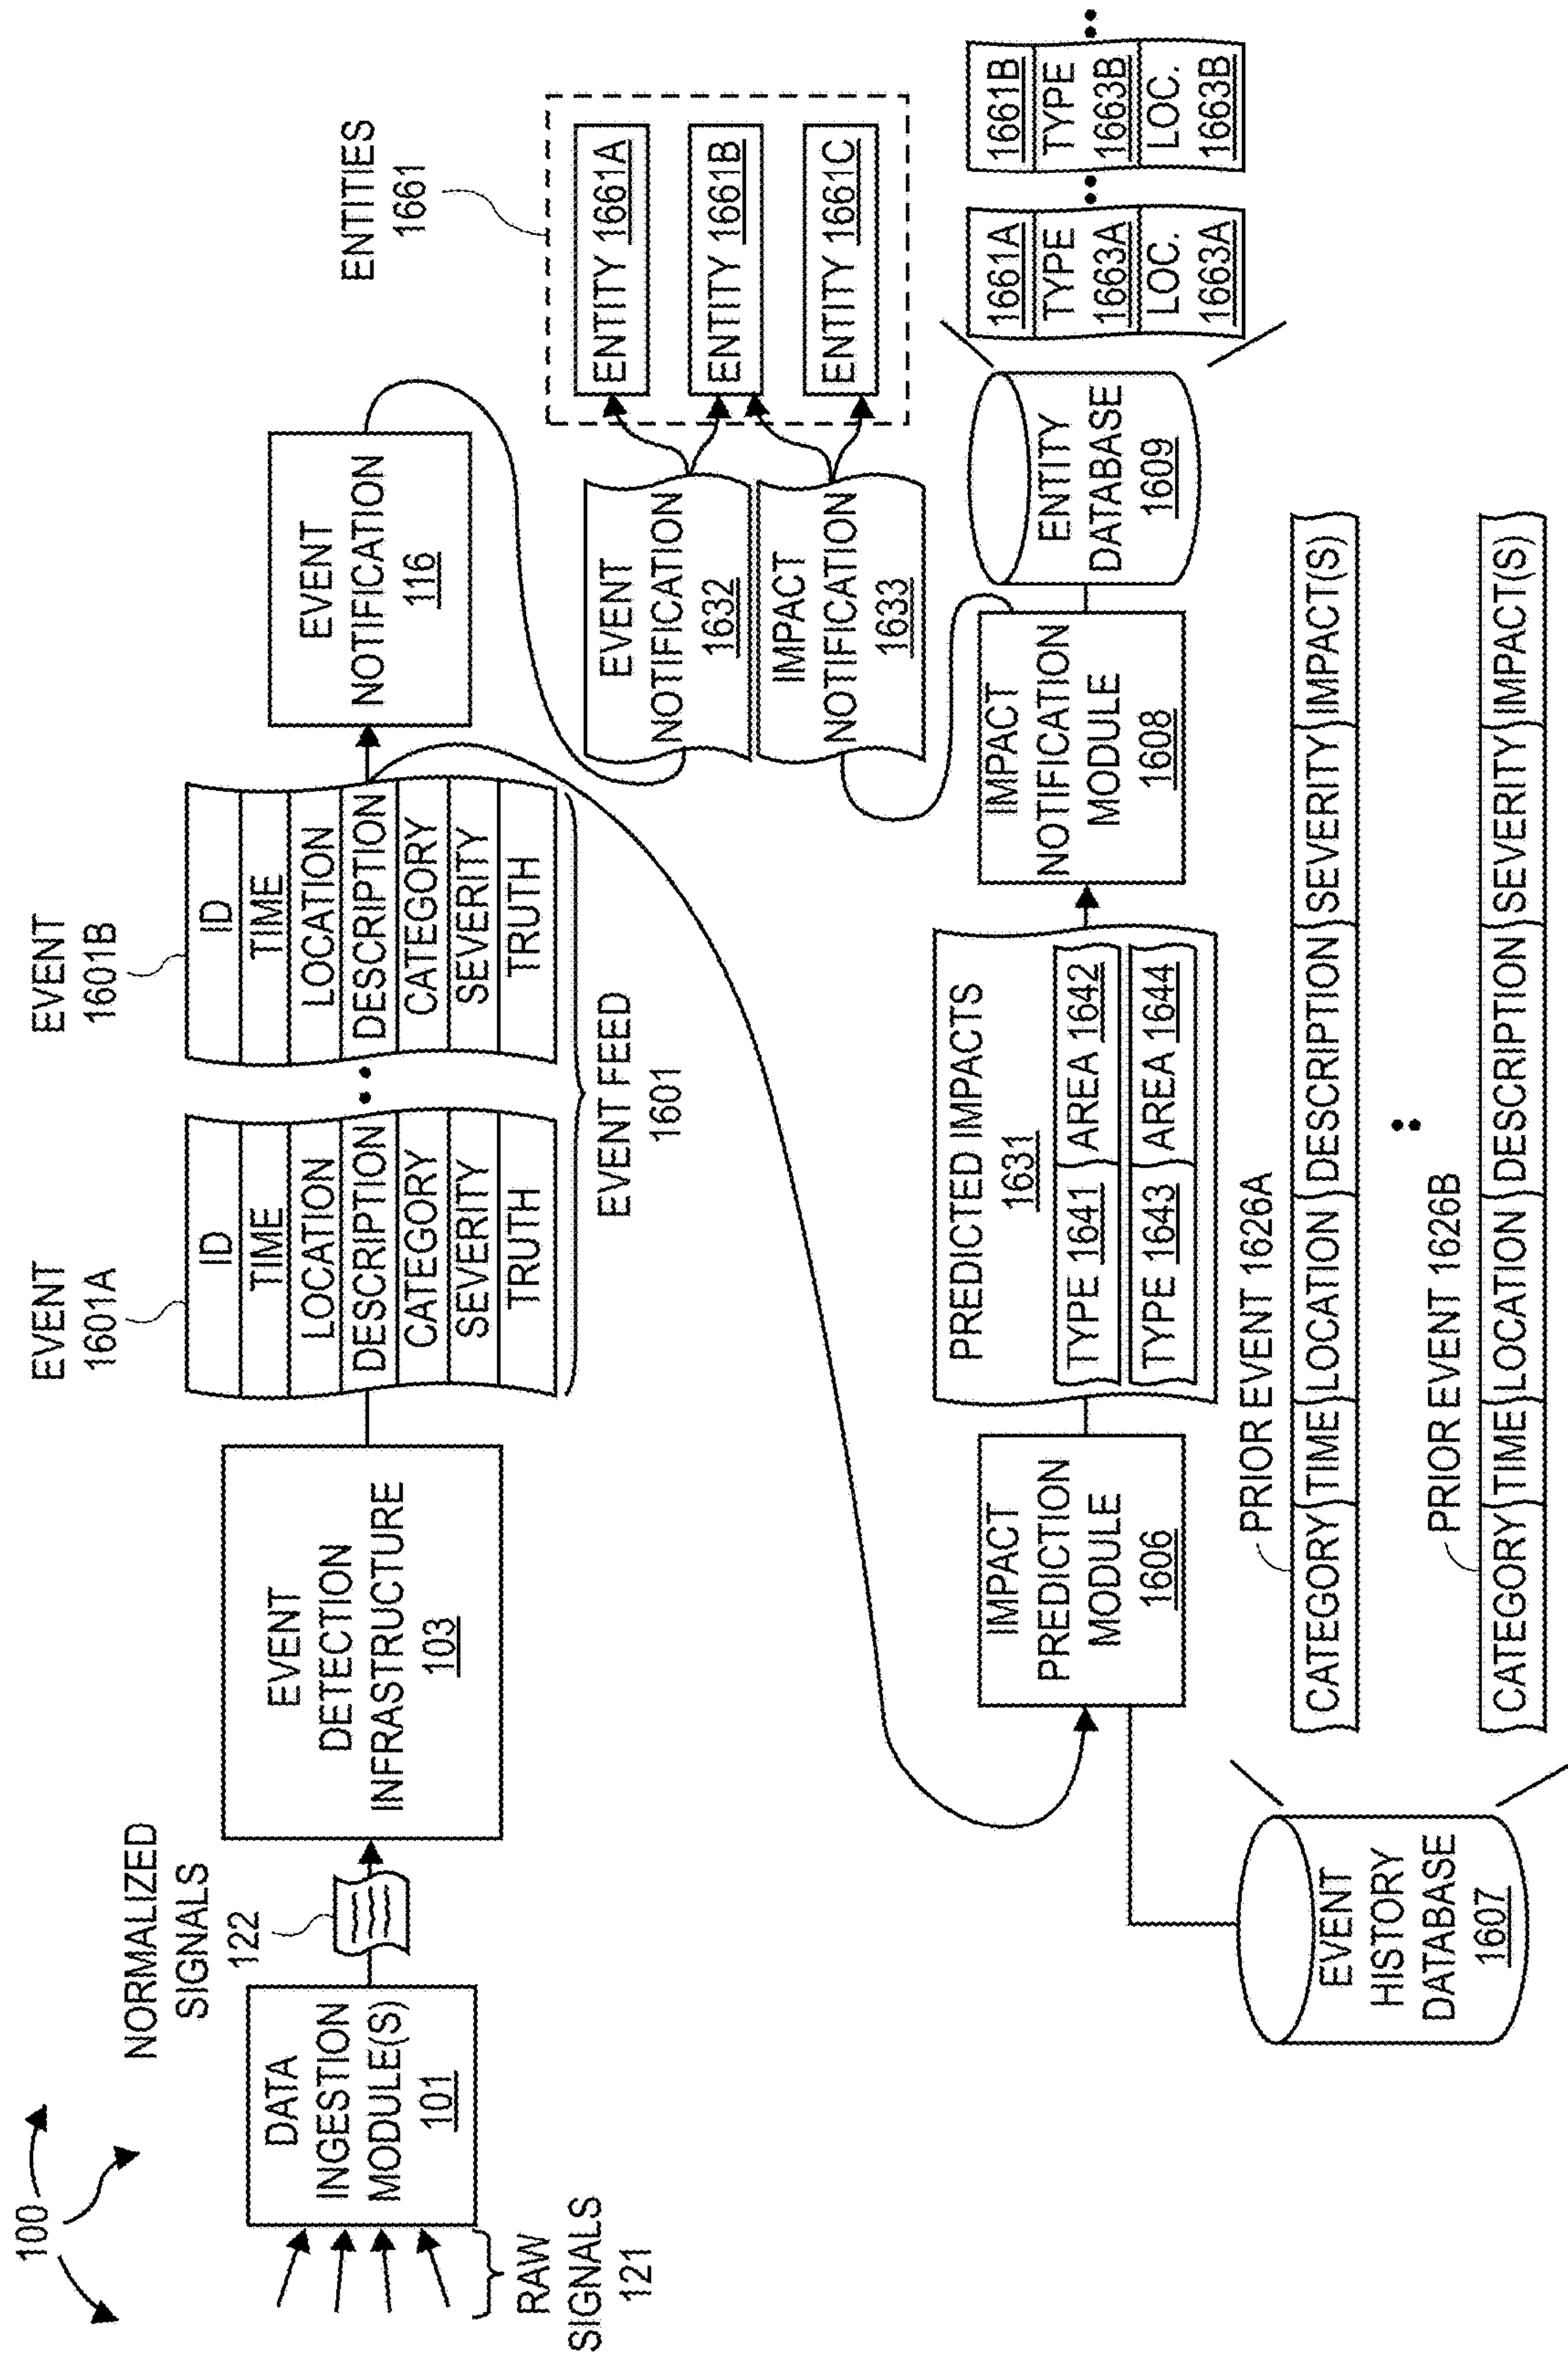 100
RAW
SIGNALS
121
DATA
INGESTION
MODULE(S)
101
NORMALIZED
SIGNALS
122
EVENT
DETECTION
INFRASTRUCTURE
103
EVENT
1601A
ID
TIME
LOCATION
DESCRIPTION
CATEGORY
SEVERITY
TRUTH
EVENT
1601B
ID
TIME
LOCATION
DESCRIPTION
CATEGORY
SEVERITY
TRUTH
EVENT FEED
1601
EVENT
NOTIFICATION
116
ENTITIES
1661
ENTITY 1661A
ENTITY 1661B
ENTITY 1661C
EVENT
NOTIFICATION
1632
IMPACT
NOTIFICATION
1633
IMPACT
PREDICTION
MODULE
1606
PREDICTED IMPACTS
1631
TYPE 1641 AREA 1642
TYPE 1643 AREA 1644
IMPACT
NOTIFICATION
MODULE
1608
ENTITY
DATABASE
1609
1661A
TYPE
1663A
LOC.
1663A
1661B
TYPE
1663B
LOC.
1663B
EVENT
HISTORY
DATABASE
1607
PRIOR EVENT 1626A
CATEGORY TIME LOCATION DESCRIPTION SEVERITY IMPACT(S)
PRIOR EVENT 1626B
CATEGORY TIME LOCATION DESCRIPTION SEVERITY IMPACT(S)